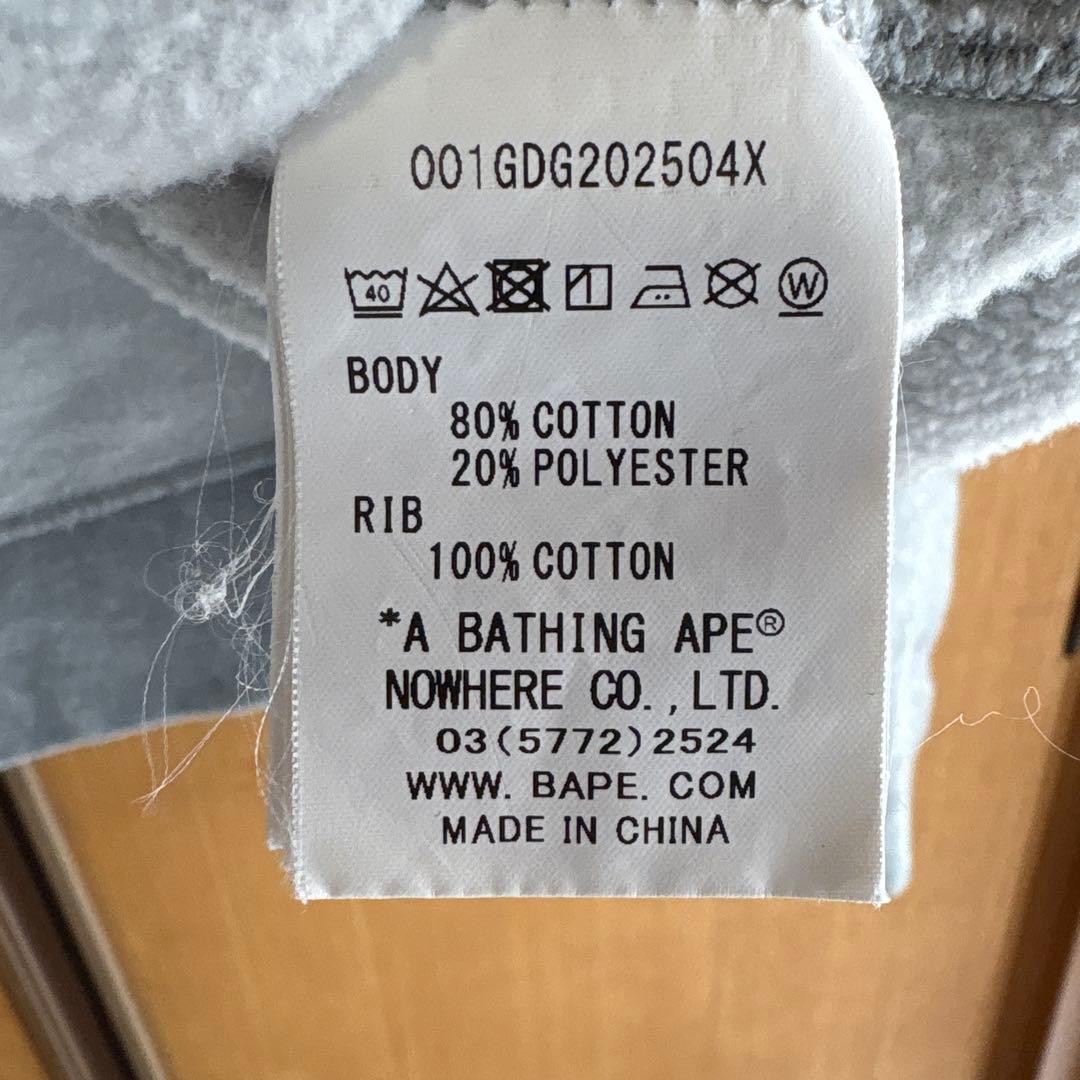 001GDG202504X
40 W
BODY
80% COTTON
20% POLYESTER
RIB
100% COTTON
*A BATHING APE®
NOWHERE CO., LTD.
03(5772)2524
WWW. BAPE. COM
MADE IN CHINA